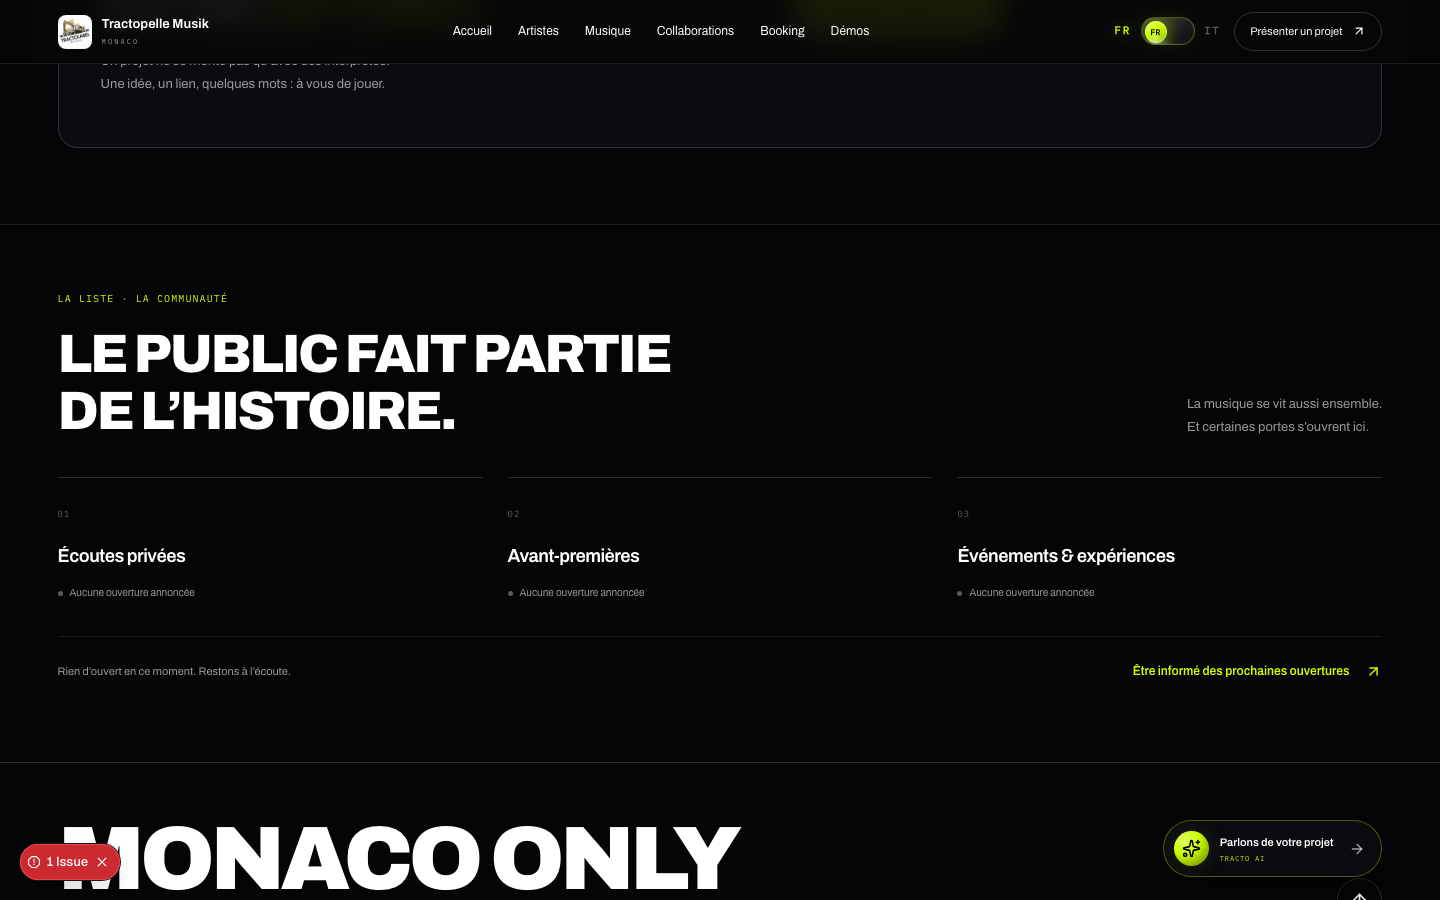 Tractopelle Musik
MONACO
Accueil
Artistes
Musique
Collaborations
Booking
Démos
FR
FR
IT
Présenter un projet
Une idée, un lien, quelques mots : à vous de jouer.
LA LISTE · LA COMMUNAUTÉ
LE PUBLIC FAIT PARTIE
DE L’HISTOIRE.
La musique se vit aussi ensemble.
Et certaines portes s’ouvrent ici.
01
Écoutes privées
Aucune ouverture annoncée
02
Avant-premières
Aucune ouverture annoncée
03
Événements & expériences
Aucune ouverture annoncée
Rien d’ouvert en ce moment. Restons à l’écoute.
Être informé des prochaines ouvertures
MONACO ONLY
1 Issue
Parlons de votre projet
TRACTO AI